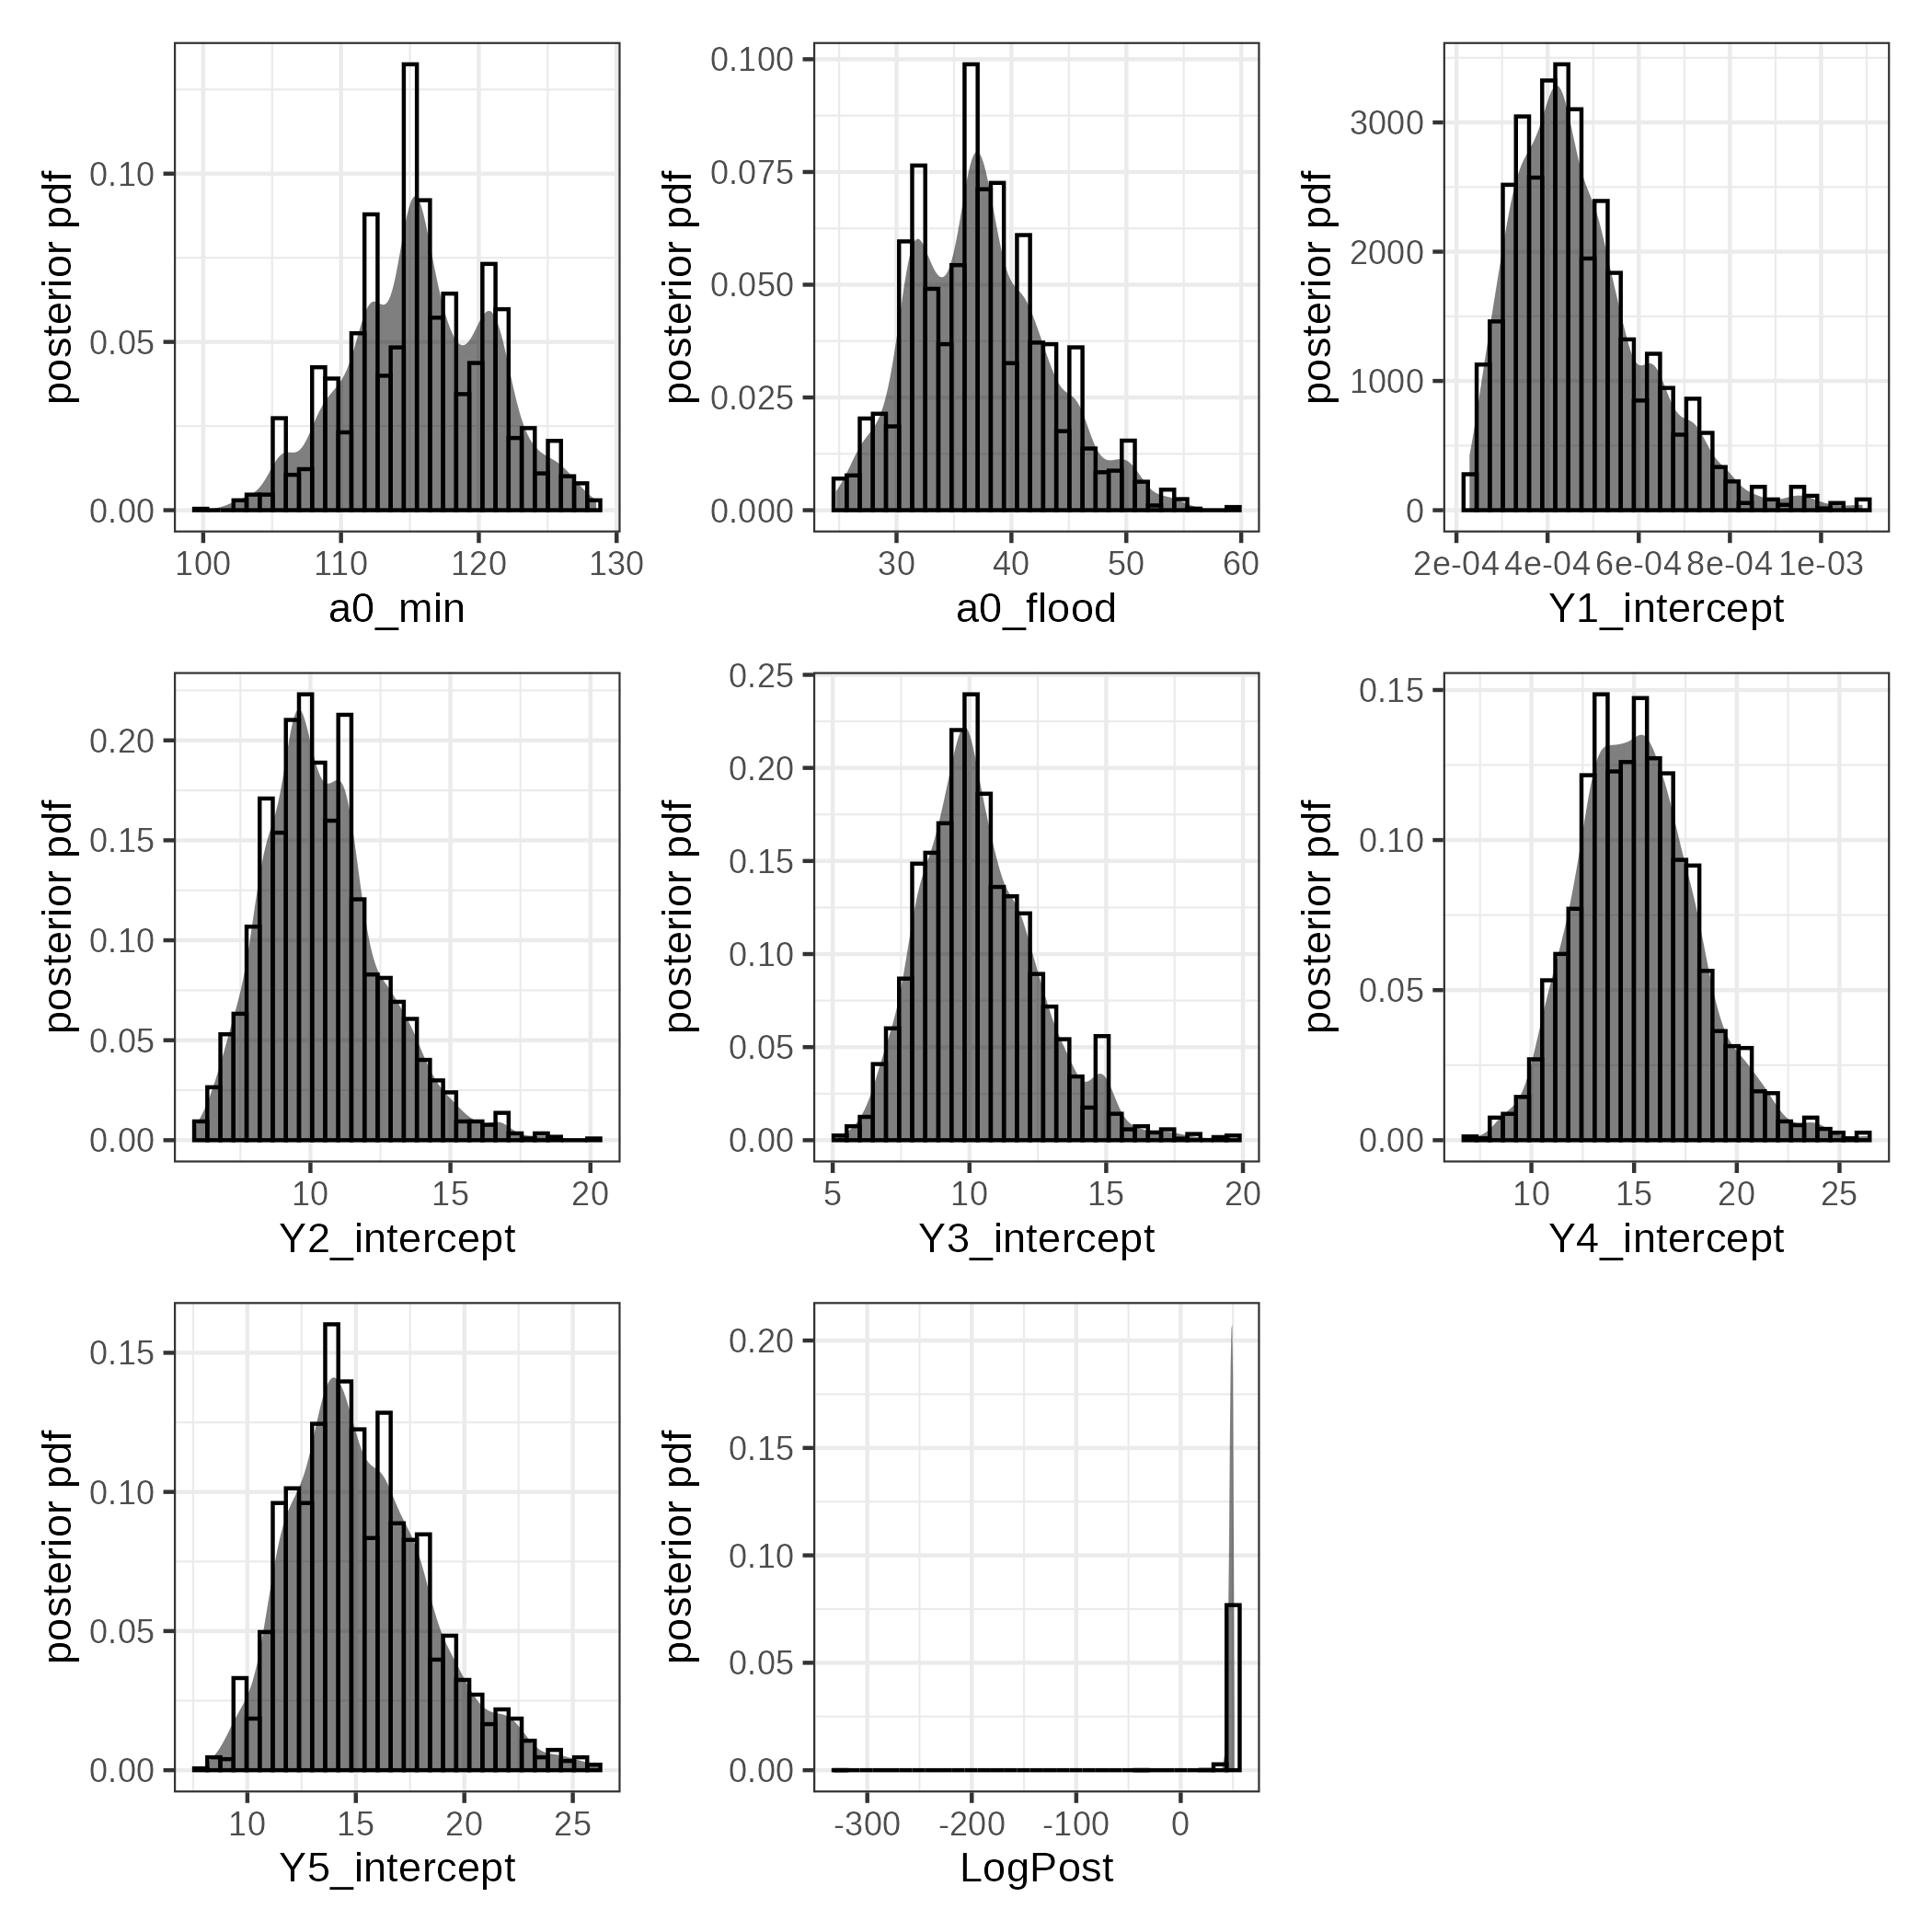 posterior pdf
0.10
0.05
0.00
100 110 120 130
a0_min
posterior pdf
0.100
0.075
0.050
0.025
0.000
30 40 50 60
a0_flood
posterior pdf
3000
2000
1000
0
2e-04 4e-04 6e-04 8e-04 1e-03
Y1_intercept
posterior pdf
0.20
0.15
0.10
0.05
0.00
10 15 20
Y2_intercept
posterior pdf
0.25
0.20
0.15
0.10
0.05
0.00
5 10 15 20
Y3_intercept
posterior pdf
0.15
0.10
0.05
0.00
10 15 20 25
Y4_intercept
posterior pdf
0.15
0.10
0.05
0.00
10 15 20 25
Y5_intercept
posterior pdf
0.20
0.15
0.10
0.05
0.00
-300 -200 -100 0
LogPost